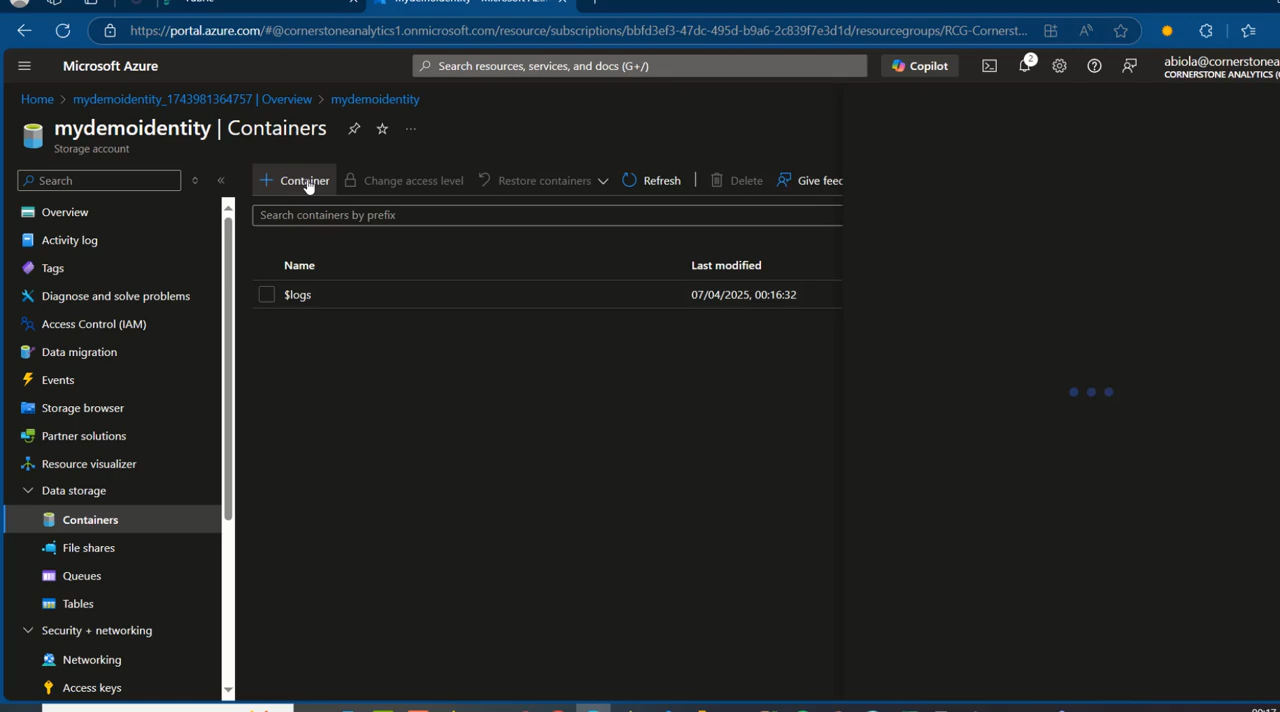 https://portal.azure.com/#@cornerstoneanalytics1.onmicrosoft.com/resource/subscriptions/bbfd3ef3-47dc-495d-b9a6-2c839f7e3d1d/resourcegroups/RCG-Cornerst...
Microsoft Azure
Search resources, services, and docs (G+/)
Copilot
2
abiola@cornerstonea
CORNERSTONE ANALYTICS (
Home > mydemoidentity_1743981364757 | Overview > mydemoidentity
mydemoidentity | Containers
Storage account
Search
Container
Change access level
Restore containers
Refresh
Delete
Give feec
Search containers by prefix
Overview
Activity log
Tags
Diagnose and solve problems
Access Control (IAM)
Data migration
Events
Storage browser
Partner solutions
Resource visualizer
Data storage
Containers
File shares
Queues
Tables
Security + networking
Networking
Access keys
Name
Last modified
$logs
07/04/2025, 00:16:32